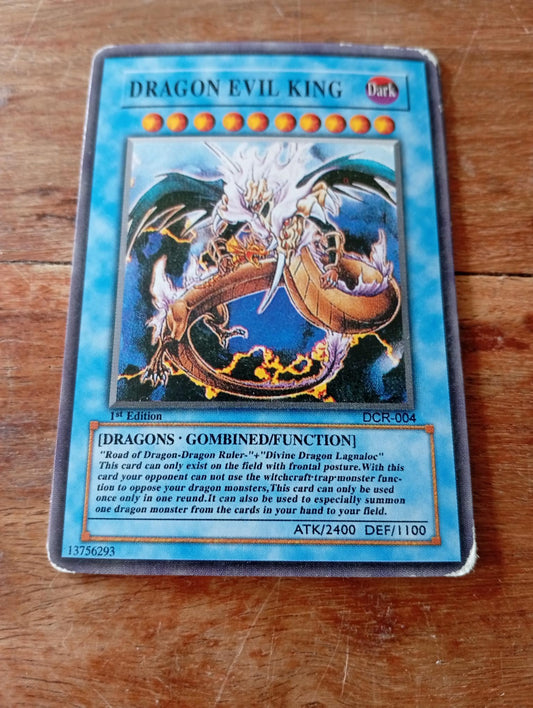 DRAGON EVIL KING
Dark
1st Edition
DCR-004
[DRAGONS · GOMBINED/FUNCTION]
"Road of Dragon-Dragon Ruler-"+"Divine Dragon Lagnaloc"
This card can only exist on the field with frontal posture.With this
card your opponent can not use the witchcraft·trap·monster func-
tion to oppose your dragon monsters,This card can only be used
once only in one reund.It can also be used to especially summon
one dragon monster from the cards in your hand to your field.
ATK/2400 DEF/1100
13756293